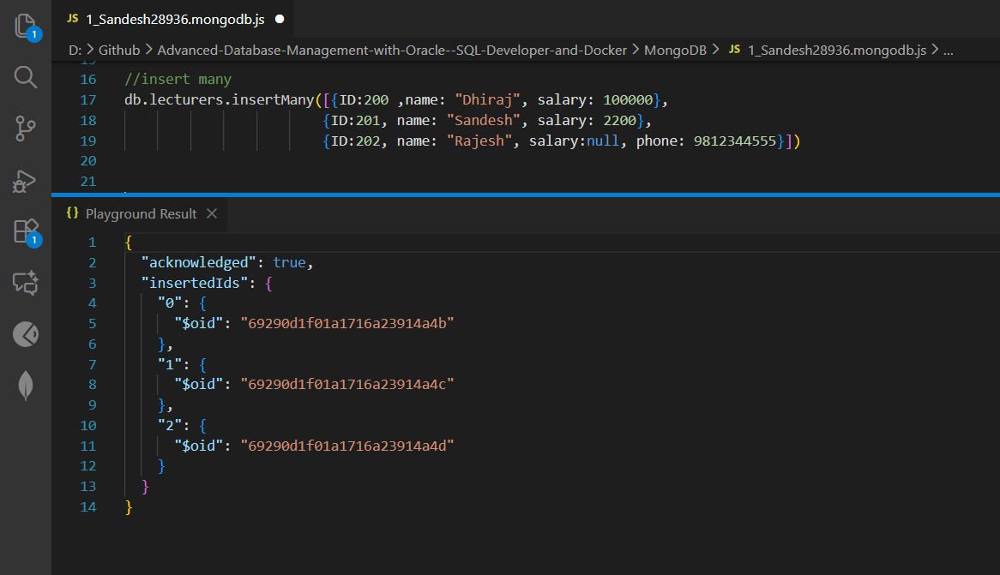 JS 1_Sandesh28936.mongodb.js
D: > Github > Advanced-Database-Management-with-Oracle--SQL-Developer-and-Docker > MongoDB > JS 1_Sandesh28936.mongodb.js > ...
16 //insert many
17 db.lecturers.insertMany([{ID:200 ,name: "Dhiraj", salary: 100000},
18 {ID:201, name: "Sandesh", salary: 2200},
19 {ID:202, name: "Rajesh", salary:null, phone: 9812344555}])
20
21
{} Playground Result
1 {
2 "acknowledged": true,
3 "insertedIds": {
4 "0": {
5 "$oid": "69290d1f01a1716a23914a4b"
6 },
7 "1": {
8 "$oid": "69290d1f01a1716a23914a4c"
9 },
10 "2": {
11 "$oid": "69290d1f01a1716a23914a4d"
12 }
13 }
14 }
1
1